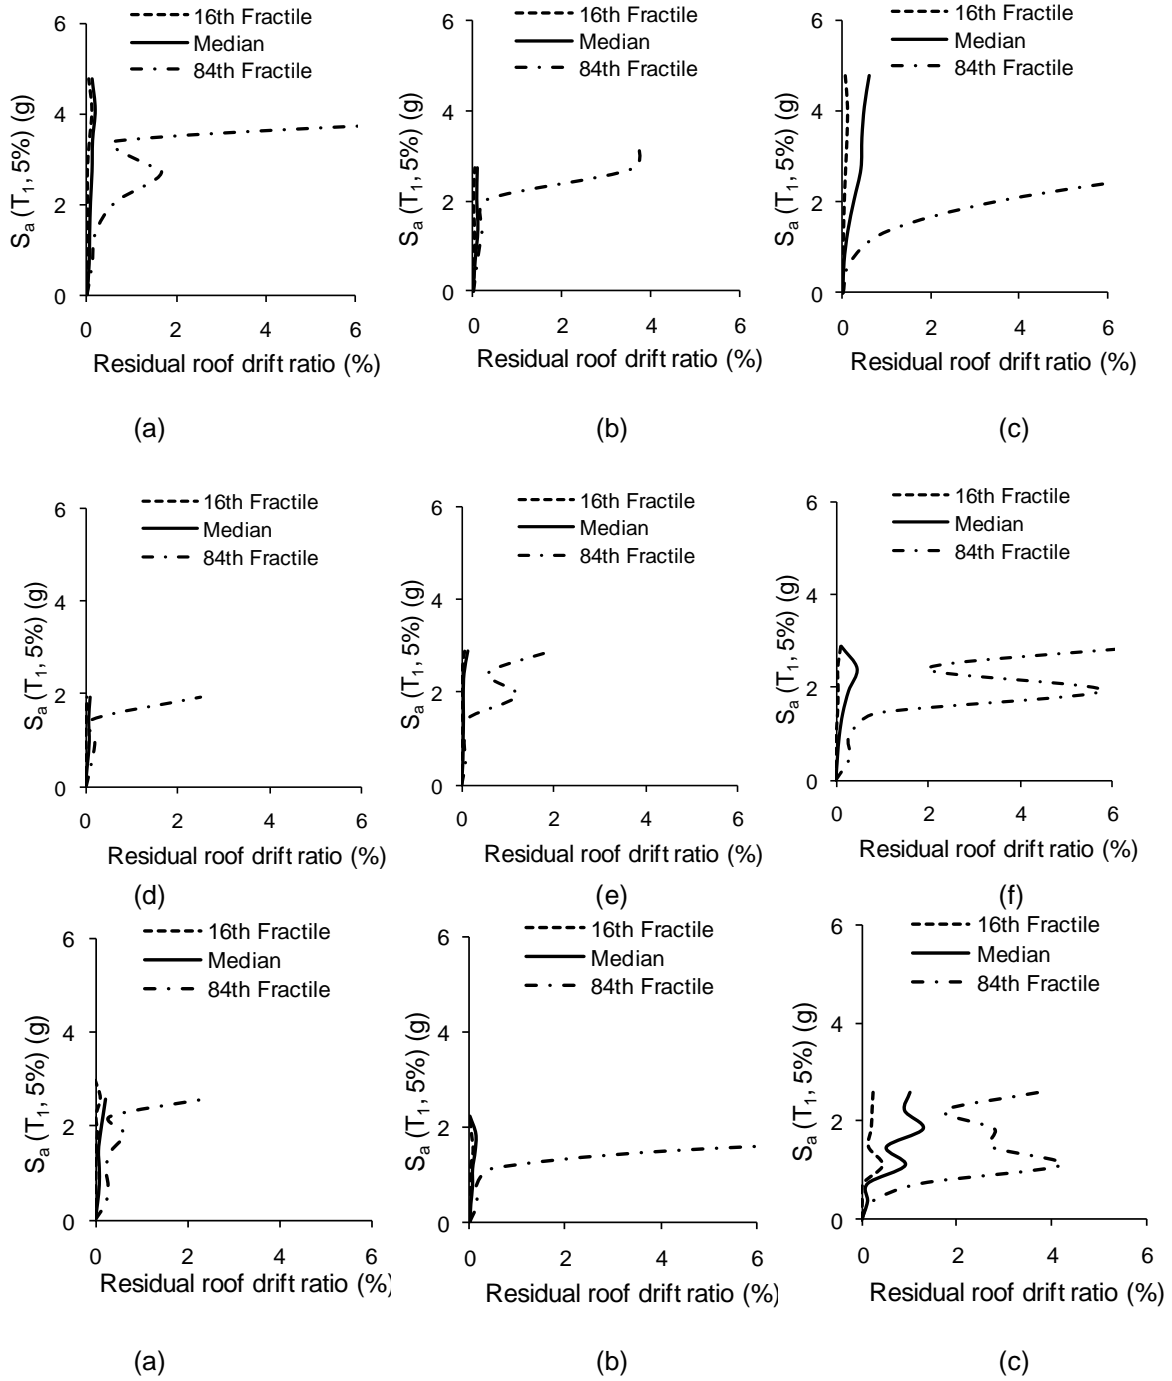 16th Fractile
Median
84th Fractile
6
4
2
0
Sa (T1, 5%) (g)
0 2 4 6
Residual roof drift ratio (%)
(a)
16th Fractile
Median
84th Fractile
6
4
2
0
Sa (T1, 5%) (g)
0 2 4 6
Residual roof drift ratio (%)
(b)
16th Fractile
Median
84th Fractile
6
4
2
0
Sa (T1, 5%) (g)
0 2 4 6
Residual roof drift ratio (%)
(c)
16th Fractile
Median
84th Fractile
6
4
2
0
Sa (T1, 5%) (g)
0 2 4 6
Residual roof drift ratio (%)
(d)
16th Fractile
Median
84th Fractile
6
4
2
0
Sa (T1, 5%) (g)
0 2 4 6
Residual roof drift ratio (%)
(e)
16th Fractile
Median
84th Fractile
6
4
2
0
Sa (T1, 5%) (g)
0 2 4 6
Residual roof drift ratio (%)
(f)
16th Fractile
Median
84th Fractile
6
4
2
0
Sa (T1, 5%) (g)
0 2 4 6
Residual roof drift ratio (%)
(a)
16th Fractile
Median
84th Fractile
6
4
2
0
Sa (T1, 5%) (g)
0 2 4 6
Residual roof drift ratio (%)
(b)
16th Fractile
Median
84th Fractile
6
4
2
0
Sa (T1, 5%) (g)
0 2 4 6
Residual roof drift ratio (%)
(c)